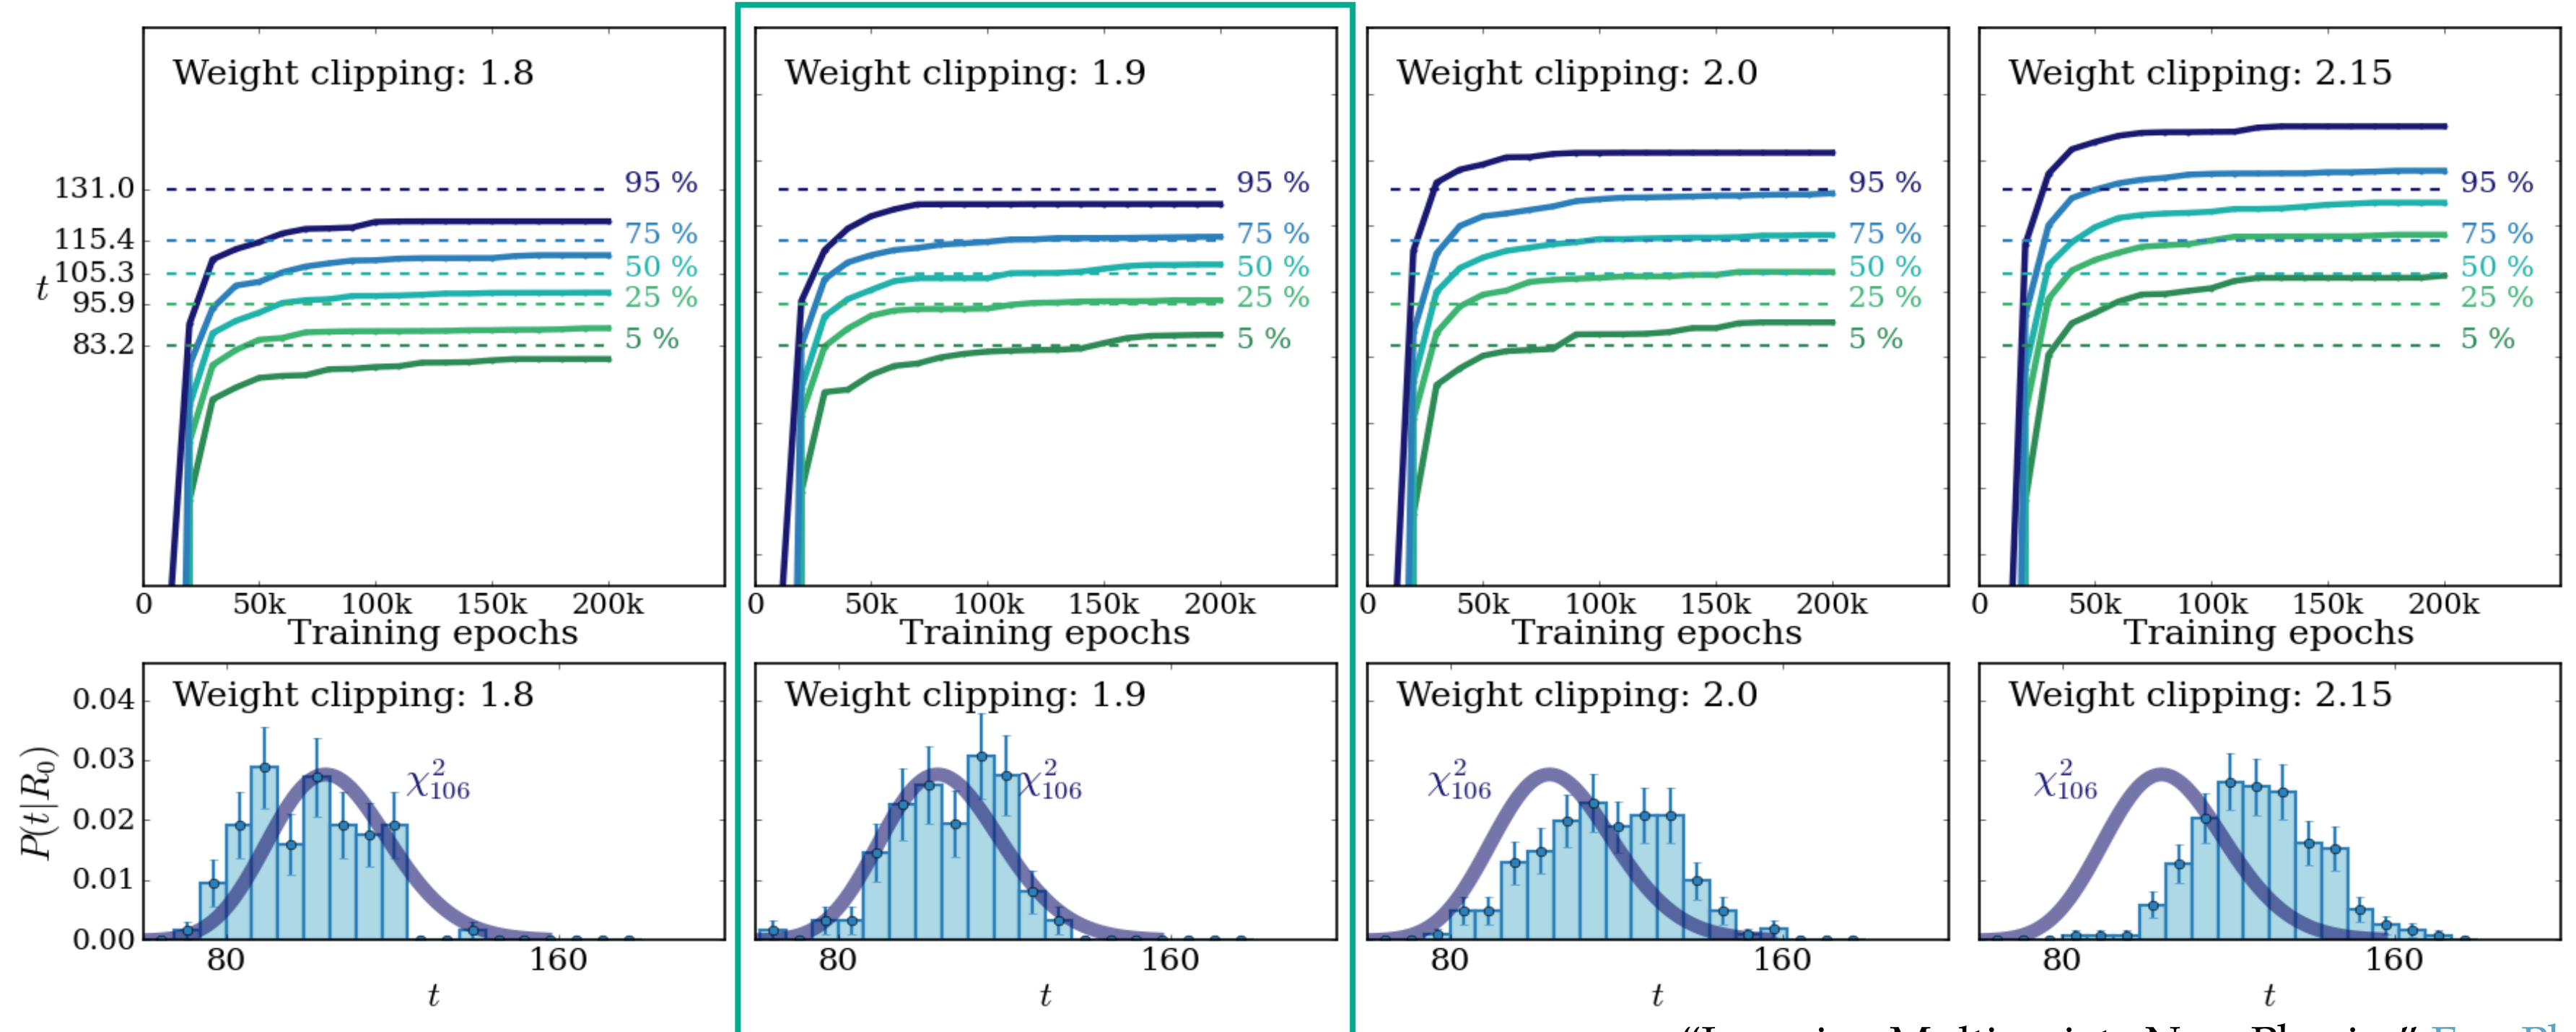 Weight clipping: 1.8
Weight clipping: 1.9
Weight clipping: 2.0
Weight clipping: 2.15
131.0
115.4
105.3
95.9
83.2
t
95 %
75 %
50 %
25 %
5 %
95 %
75 %
50 %
25 %
5 %
95 %
75 %
50 %
25 %
5 %
95 %
75 %
50 %
25 %
5 %
0 50k 100k 150k 200k
0 50k 100k 150k 200k
0 50k 100k 150k 200k
0 50k 100k 150k 200k
Training epochs
Training epochs
Training epochs
Training epochs
Weight clipping: 1.8
Weight clipping: 1.9
Weight clipping: 2.0
Weight clipping: 2.15
P(t|R₀)
0.04
0.03
0.02
0.01
0.00
χ²₁₀₆
χ²₁₀₆
χ²₁₀₆
χ²₁₀₆
80 160
80 160
80 160
80 160
t
t
t
t